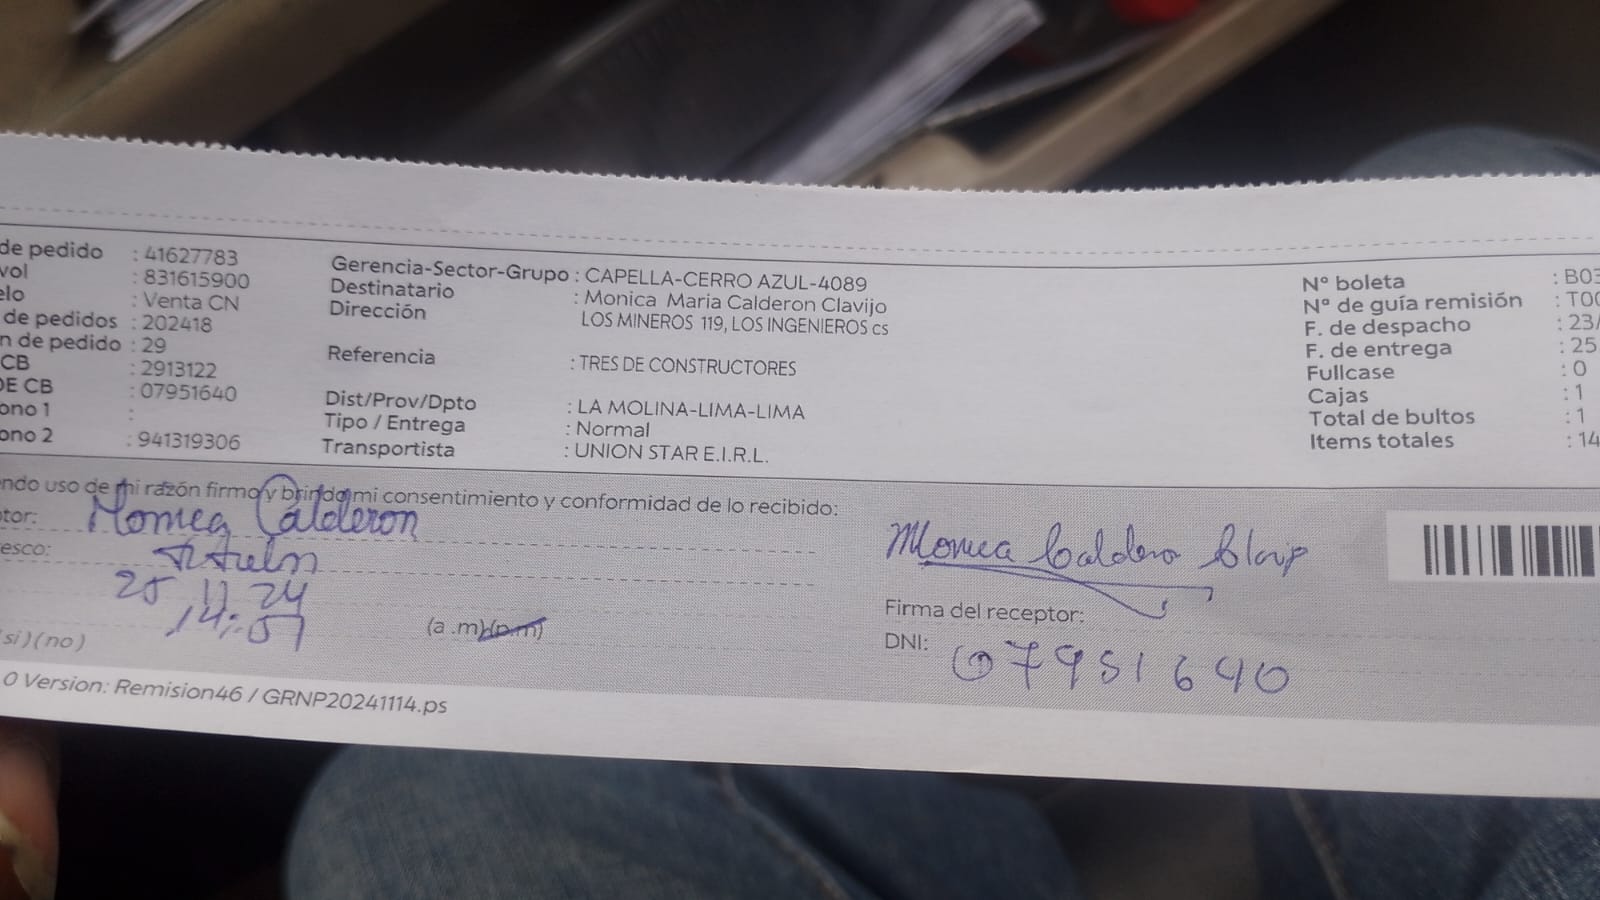 de pedido : 41627783
vol : 831615900
elo : Venta CN
de pedidos : 202418
n de pedido : 29
CB : 2913122
DE CB : 07951640
ono 1 :
ono 2 : 941319306
Gerencia-Sector-Grupo : CAPELLA-CERRO AZUL-4089
Destinatario : Monica Maria Calderon Clavijo
Dirección LOS MINEROS 119, LOS INGENIEROS cs
Referencia : TRES DE CONSTRUCTORES
Dist/Prov/Dpto : LA MOLINA-LIMA-LIMA
Tipo / Entrega : Normal
Transportista : UNION STAR E.I.R.L.
N° boleta : B03
N° de guía remisión : T00
F. de despacho : 23/
F. de entrega : 25
Fullcase : 0
Cajas : 1
Total de bultos : 1
Items totales : 14
ndo uso de mi razón firmo y brindo mi consentimiento y conformidad de lo recibido:
tor: Monica Calderon
esco:
25 11 24
14:07
(si)(no) (a.m)(p.m)
Monica Caldero
Firma del receptor:
DNI: 07951640
0 Version: Remision46 / GRNP20241114.ps